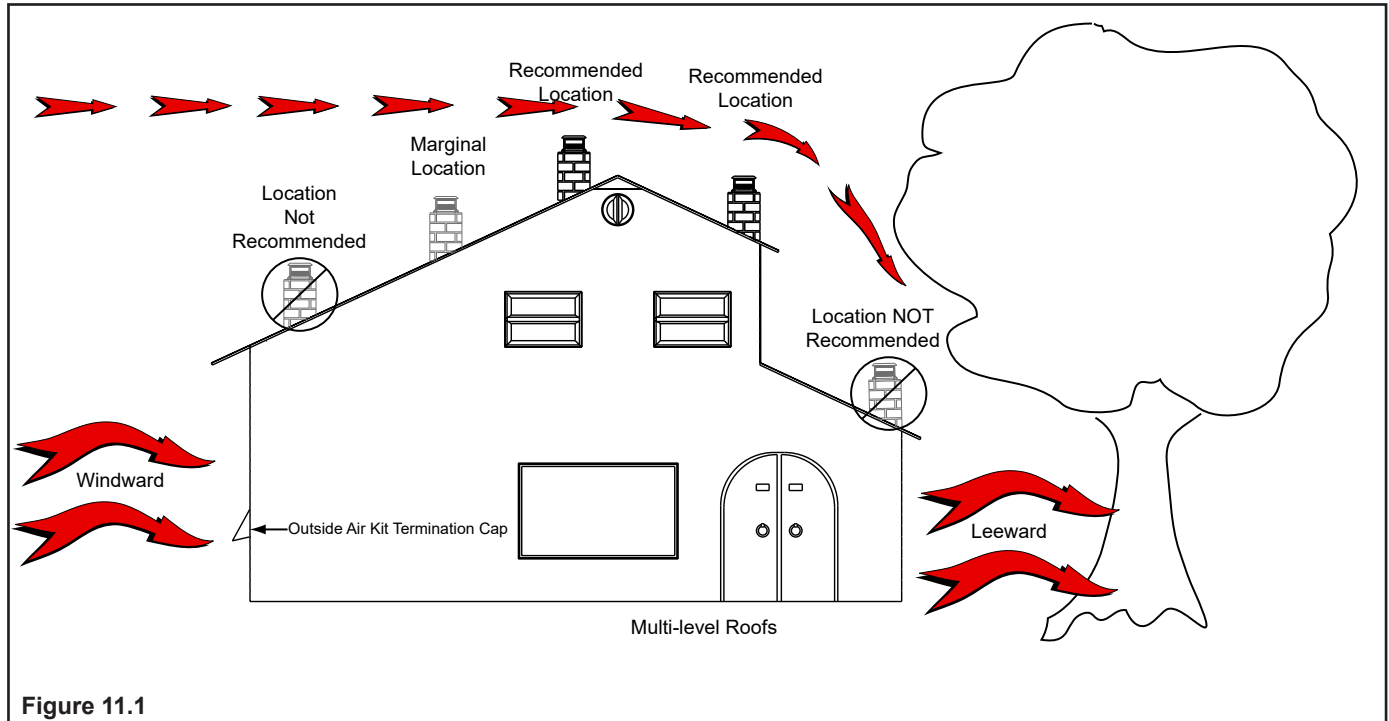 Recommended
Location
Recommended
Location
Marginal
Location
Location
Not
Recommended
Location NOT
Recommended
Windward
Outside Air Kit Termination Cap
Leeward
Multi-level Roofs
Figure 11.1